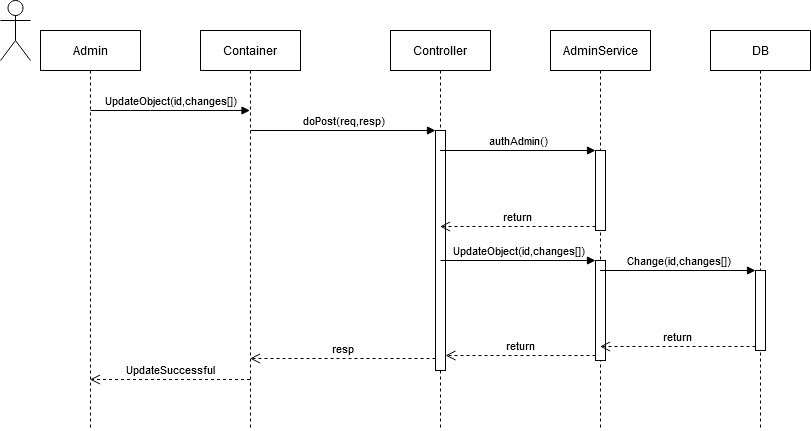 Admin
Container
Controller
AdminService
DB
UpdateObject(id,changes[])
doPost(req,resp)
authAdmin()
return
UpdateObject(id,changes[])
Change(id,changes[])
return
return
resp
UpdateSuccessful